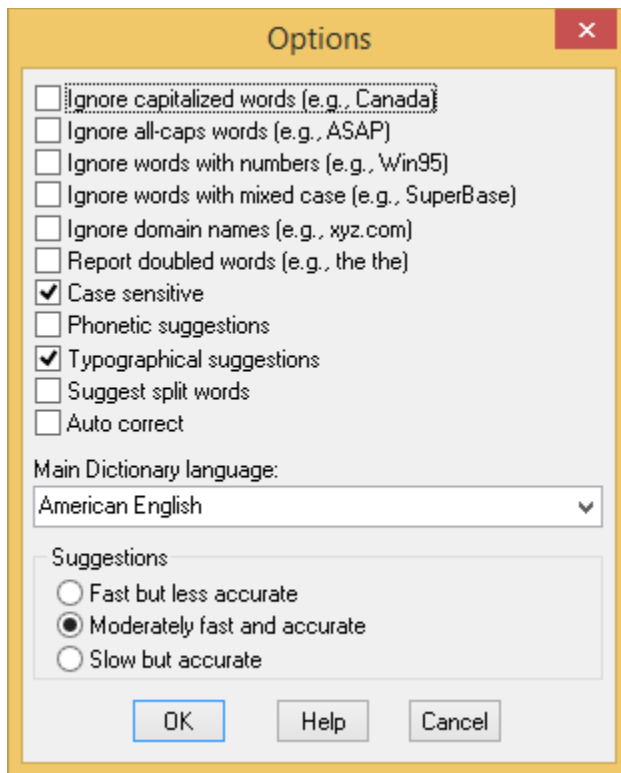 Options
Ignore capitalized words (e.g., Canada)
Ignore all-caps words (e.g., ASAP)
Ignore words with numbers (e.g., Win95)
Ignore words with mixed case (e.g., SuperBase)
Ignore domain names (e.g., xyz.com)
Report doubled words (e.g., the the)
Case sensitive
Phonetic suggestions
Typographical suggestions
Suggest split words
Auto correct
Main Dictionary language:
American English
Suggestions
Fast but less accurate
Moderately fast and accurate
Slow but accurate
OK Help Cancel